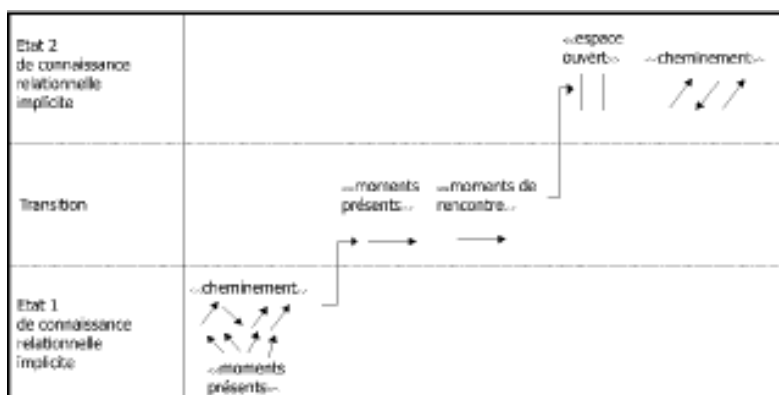 Etat 2
de connaissance
relationnelle
implicite
«espace
ouvert»
«cheminement»
Transition
«moments
présents»
«moments de
rencontre»
Etat 1
de connaissance
relationnelle
implicite
«cheminement»
«moments
présents»